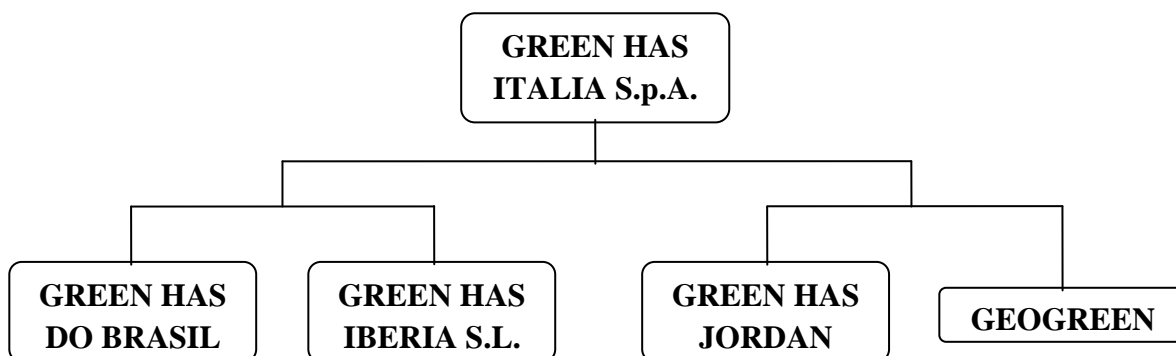 GREEN HAS
ITALIA S.p.A.
GREEN HAS
DO BRASIL
GREEN HAS
IBERIA S.L.
GREEN HAS
JORDAN
GEOGREEN